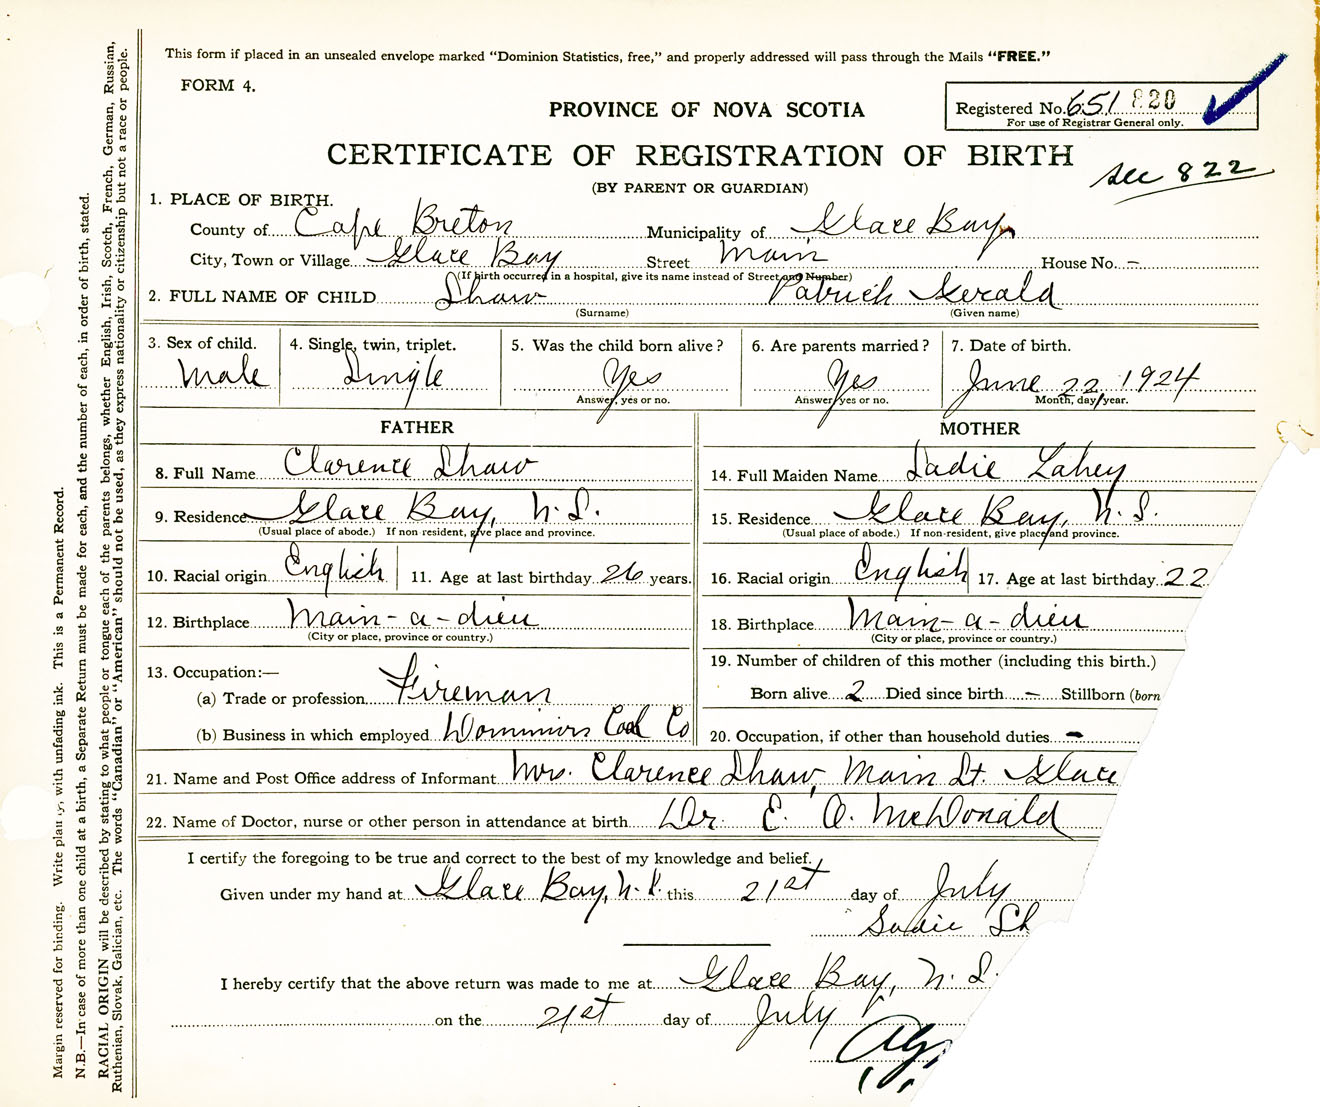 This form if placed in an unsealed envelope marked “Dominion Statistics, free,” and properly addressed will pass through the Mails “FREE.”
FORM 4.
Registered No. 651 820
For use of Registrar General only.
PROVINCE OF NOVA SCOTIA
CERTIFICATE OF REGISTRATION OF BIRTH
see 822
(BY PARENT OR GUARDIAN)
1. PLACE OF BIRTH.
County of Cape Breton Municipality of Glace Bay
City, Town or Village Glace Bay Street Main House No. –
(If birth occurred in a hospital, give its name instead of Street and Number)
2. FULL NAME OF CHILD Shaw Patrick Gerald
(Surname) (Given name)
3. Sex of child. 4. Single, twin, triplet. 5. Was the child born alive? 6. Are parents married? 7. Date of birth.
Male Single Yes Yes June 22 1924
Answer, yes or no. Answer, yes or no. Month, day, year.
FATHER MOTHER
8. Full Name Clarence Shaw 14. Full Maiden Name Sadie Lahey
9. Residence Glace Bay, N.S. 15. Residence Glace Bay, N.S.
(Usual place of abode.) If non-resident, give place and province. (Usual place of abode.) If non-resident, give place and province.
10. Racial origin English 11. Age at last birthday 26 years. 16. Racial origin English 17. Age at last birthday 22
12. Birthplace Main-a-dieu 18. Birthplace Main-a-dieu
(City or place, province or country.) (City or place, province or country.)
13. Occupation:— 19. Number of children of this mother (including this birth.)
(a) Trade or profession Fireman Born alive 2 Died since birth – Stillborn (born
(b) Business in which employed Dominion Coal Co 20. Occupation, if other than household duties –
21. Name and Post Office address of Informant Mrs. Clarence Shaw, Main St. Glace
22. Name of Doctor, nurse or other person in attendance at birth Dr. E. O. McDonald
I certify the foregoing to be true and correct to the best of my knowledge and belief.
Given under my hand at Glace Bay, N.S. this 21st day of July
Sadie Sh
I hereby certify that the above return was made to me at Glace Bay, N.S.
on the 21st day of July
Margin reserved for binding. Write plainly, with unfading ink. This is a Permanent Record.
N.B.—In case of more than one child at a birth, a Separate Return must be made for each, and the number of each, in order of birth, stated.
RACIAL ORIGIN will be described by stating to what people or tongue each of the parents belongs, whether English, Irish, Scotch, French, German, Russian,
Ruthenian, Slovak, Galician, etc. The words “Canadian” or “American” should not be used, as they express nationality or citizenship but not a race or people.